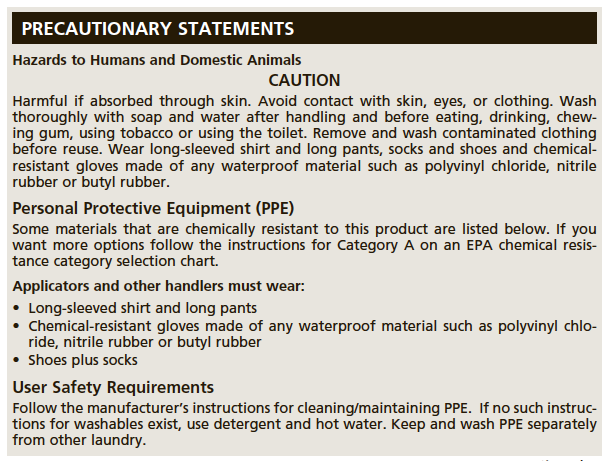 PRECAUTIONARY STATEMENTS
Hazards to Humans and Domestic Animals
CAUTION
Harmful if absorbed through skin. Avoid contact with skin, eyes, or clothing. Wash
thoroughly with soap and water after handling and before eating, drinking, chew-
ing gum, using tobacco or using the toilet. Remove and wash contaminated clothing
before reuse. Wear long-sleeved shirt and long pants, socks and shoes and chemical-
resistant gloves made of any waterproof material such as polyvinyl chloride, nitrile
rubber or butyl rubber.
Personal Protective Equipment (PPE)
Some materials that are chemically resistant to this product are listed below. If you
want more options follow the instructions for Category A on an EPA chemical resis-
tance category selection chart.
Applicators and other handlers must wear:
• Long-sleeved shirt and long pants
• Chemical-resistant gloves made of any waterproof material such as polyvinyl chlo-
ride, nitrile rubber or butyl rubber
• Shoes plus socks
User Safety Requirements
Follow the manufacturer's instructions for cleaning/maintaining PPE. If no such instruc-
tions for washables exist, use detergent and hot water. Keep and wash PPE separately
from other laundry.